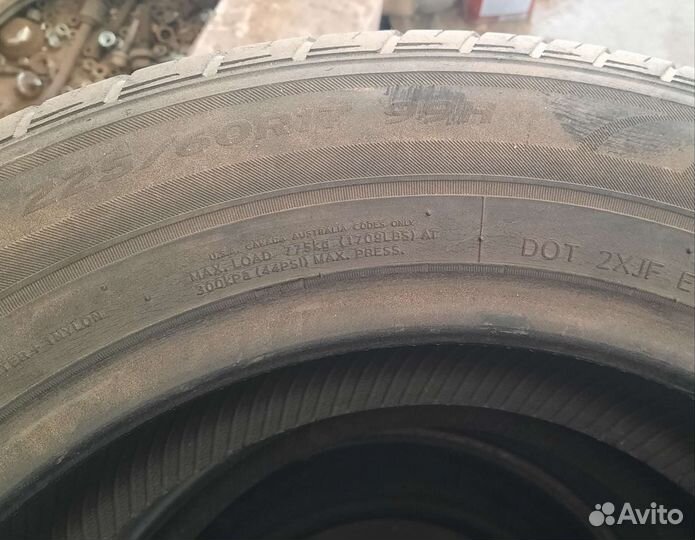 225/60R17 99H
U.S.A. CANADA AUSTRALIA CODES ONLY
MAX. LOAD 775kg (1709LBS) AT
300kPa (44PSI) MAX. PRESS.
DOT 2XJF E
NYLON
Avito